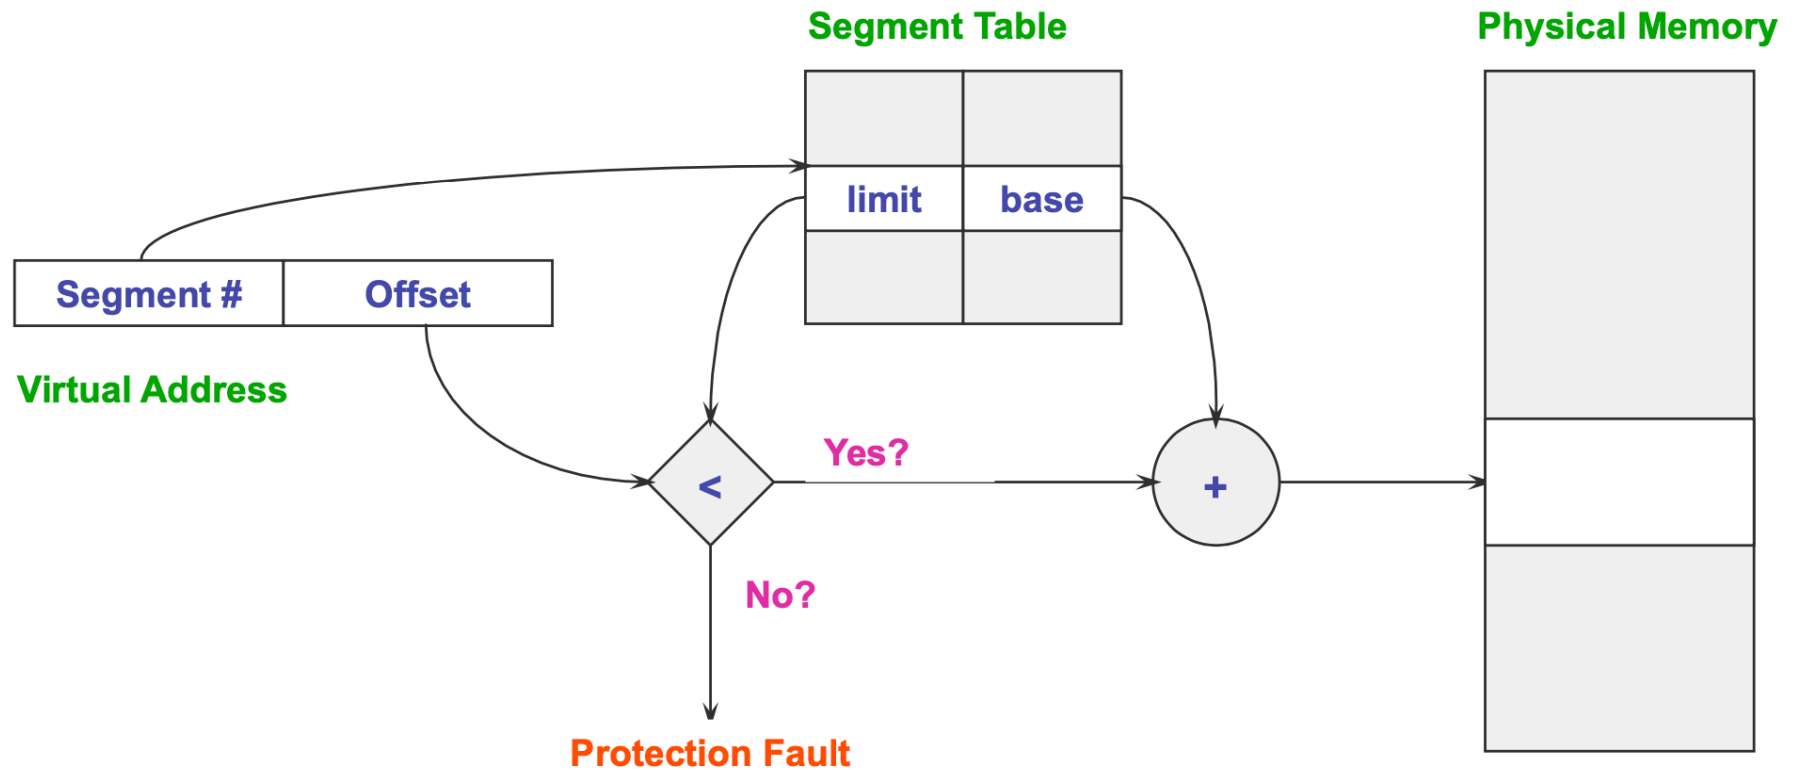 Segment Table
Physical Memory
limit
base
Segment #
Offset
Virtual Address
<
Yes?
+
No?
Protection Fault